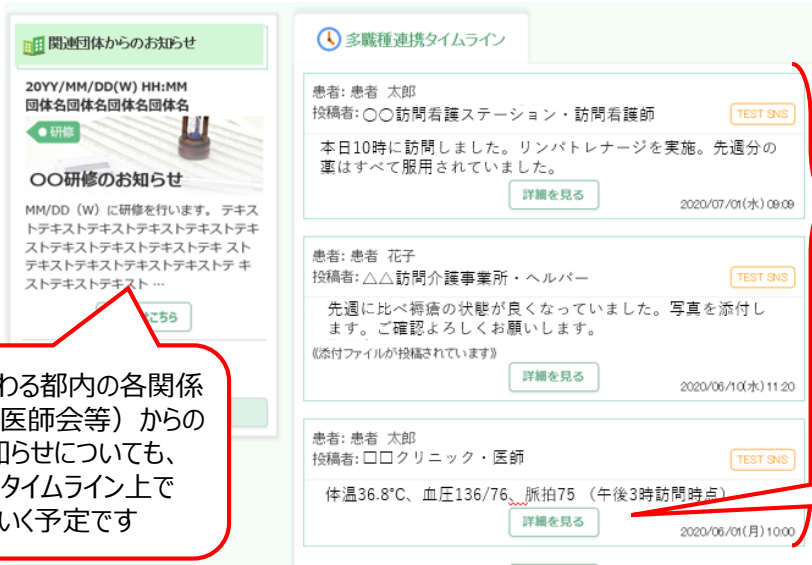 関連団体からのお知らせ
20YY/MM/DD(W) HH:MM
団体名団体名団体名団体名
研修
〇〇研修のお知らせ
MM/DD（W）に研修を行います。 テキス
トテキストテキストテキストテキストテキ
ストテキストテキストテキストテキ スト
テキストテキストテキストテキストテ キ
ストテキストテキスト …
こちら
わる都内の各関係
医師会等）からの
知らせについても、
タイムライン上で
いく予定です
多職種連携タイムライン
患者: 患者 太郎
投稿者:〇〇訪問看護ステーション・訪問看護師
TEST SNS
本日10時に訪問しました。リンパトレナージを実施。先週分の
薬はすべて服用されていました。
詳細を見る
2020/07/01(水) 09:09
患者: 患者 花子
投稿者:△△訪問介護事業所・ヘルパー
TEST SNS
先週に比べ褥瘡の状態が良くなっていました。写真を添付し
ます。ご確認よろしくお願いします。
《添付ファイルが投稿されています》
詳細を見る
2020/06/10(水) 11:20
患者: 患者 太郎
投稿者:□□クリニック・医師
TEST SNS
体温36.8℃、血圧136/76、脈拍75 （午後3時訪問時点）
詳細を見る
2020/06/01(月) 10:00